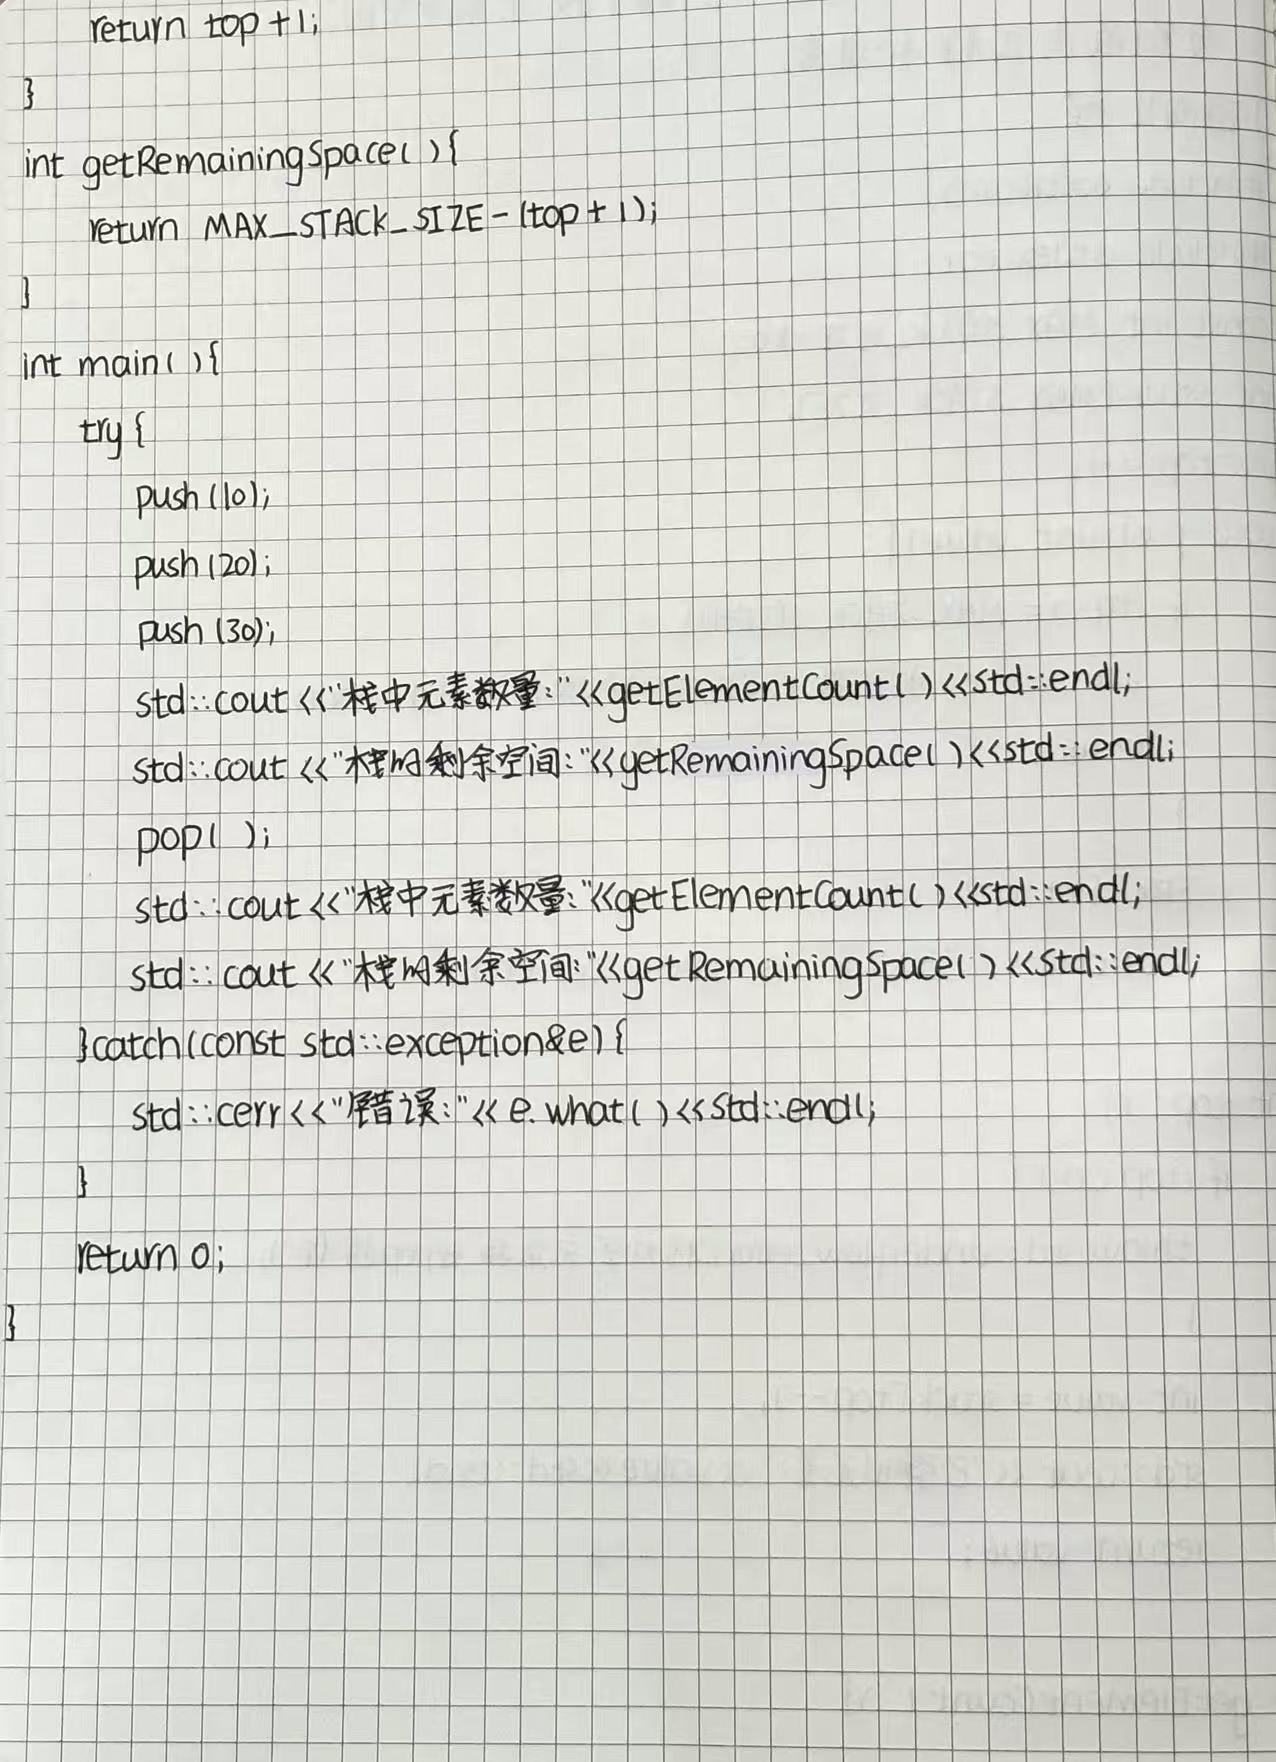 return top+1;
}
int getRemainingSpace( ){
return MAX_STACK_SIZE-(top+1);
}
int main( ){
try{
push(10);
push(20);
push(30);
std::cout<<"栈中元素数量:"<<getElementCount( )<<std::endl;
std::cout<<"栈的剩余空间:"<<getRemainingSpace( )<<std::endl;
pop( );
std::cout<<"栈中元素数量:"<<getElementCount( )<<std::endl;
std::cout<<"栈的剩余空间:"<<getRemainingSpace( )<<std::endl;
}catch(const std::exception&e){
std::cerr<<"错误:"<<e.what( )<<std::endl;
}
return 0;
}